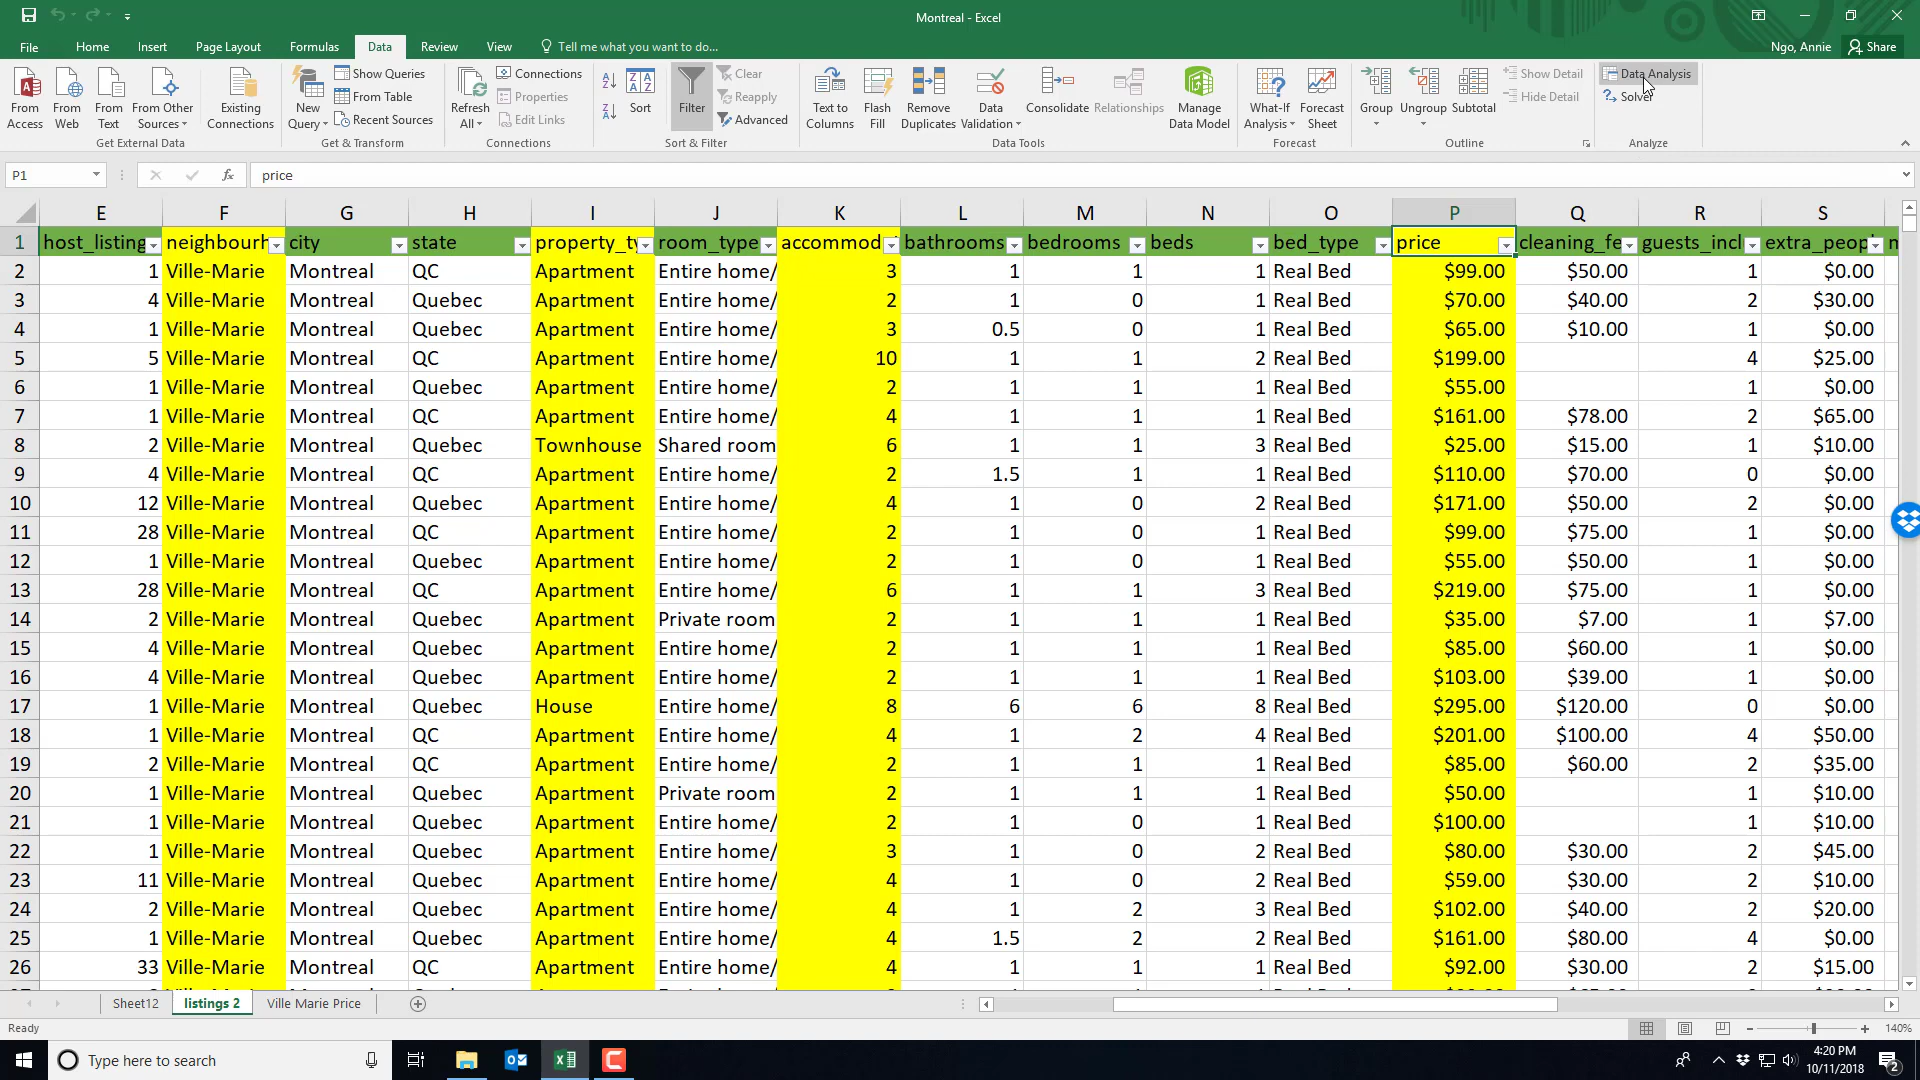 Montreal - Excel
File Home Insert Page Layout Formulas Data Review View Tell me what you want to do... Ngo, Annie Share
From Access From Web From Text From Other Sources Existing Connections New Query Show Queries From Table Recent Sources Refresh All Connections Properties Edit Links Sort Filter Clear Reapply Advanced Text to Columns Flash Fill Remove Duplicates Data Validation Consolidate Relationships Manage Data Model What-If Analysis Forecast Sheet Group Ungroup Subtotal Show Detail Hide Detail Data Analysis Solver
Get External Data Get & Transform Connections Sort & Filter Data Tools Forecast Outline Analyze
P1 fx price
E F G H I J K L M N O P Q R S
1 host_listing neighbourh city state property_ty room_type accommod bathrooms bedrooms beds bed_type price cleaning_fe guests_incl extra_peop
2 1 Ville-Marie Montreal QC Apartment Entire home/ 3 1 1 1 Real Bed $99.00 $50.00 1 $0.00
3 4 Ville-Marie Montreal Quebec Apartment Entire home/ 2 1 0 1 Real Bed $70.00 $40.00 2 $30.00
4 1 Ville-Marie Montreal Quebec Apartment Entire home/ 3 0.5 0 1 Real Bed $65.00 $10.00 1 $0.00
5 5 Ville-Marie Montreal QC Apartment Entire home/ 10 1 1 2 Real Bed $199.00 4 $25.00
6 1 Ville-Marie Montreal Quebec Apartment Entire home/ 2 1 1 1 Real Bed $55.00 1 $0.00
7 1 Ville-Marie Montreal QC Apartment Entire home/ 4 1 1 1 Real Bed $161.00 $78.00 2 $65.00
8 2 Ville-Marie Montreal Quebec Townhouse Shared room 6 1 1 3 Real Bed $25.00 $15.00 1 $10.00
9 4 Ville-Marie Montreal QC Apartment Entire home/ 2 1.5 1 1 Real Bed $110.00 $70.00 0 $0.00
10 12 Ville-Marie Montreal Quebec Apartment Entire home/ 4 1 0 2 Real Bed $171.00 $50.00 2 $0.00
11 28 Ville-Marie Montreal QC Apartment Entire home/ 2 1 0 1 Real Bed $99.00 $75.00 1 $0.00
12 1 Ville-Marie Montreal Quebec Apartment Entire home/ 2 1 0 1 Real Bed $55.00 $50.00 1 $0.00
13 28 Ville-Marie Montreal QC Apartment Entire home/ 6 1 1 3 Real Bed $219.00 $75.00 1 $0.00
14 2 Ville-Marie Montreal Quebec Apartment Private room 2 1 1 1 Real Bed $35.00 $7.00 1 $7.00
15 4 Ville-Marie Montreal Quebec Apartment Entire home/ 2 1 1 1 Real Bed $85.00 $60.00 1 $0.00
16 4 Ville-Marie Montreal Quebec Apartment Entire home/ 2 1 1 1 Real Bed $103.00 $39.00 1 $0.00
17 1 Ville-Marie Montreal Quebec House Entire home/ 8 6 6 8 Real Bed $295.00 $120.00 0 $0.00
18 1 Ville-Marie Montreal QC Apartment Entire home/ 4 1 2 4 Real Bed $201.00 $100.00 4 $50.00
19 2 Ville-Marie Montreal QC Apartment Entire home/ 2 1 1 1 Real Bed $85.00 $60.00 2 $35.00
20 1 Ville-Marie Montreal Quebec Apartment Private room 2 1 1 1 Real Bed $50.00 1 $10.00
21 1 Ville-Marie Montreal Quebec Apartment Entire home/ 2 1 0 1 Real Bed $100.00 1 $10.00
22 1 Ville-Marie Montreal Quebec Apartment Entire home/ 3 1 0 2 Real Bed $80.00 $30.00 2 $45.00
23 11 Ville-Marie Montreal Quebec Apartment Entire home/ 4 1 0 2 Real Bed $59.00 $30.00 2 $10.00
24 2 Ville-Marie Montreal Quebec Apartment Entire home/ 4 1 2 3 Real Bed $102.00 $40.00 2 $20.00
25 1 Ville-Marie Montreal Quebec Apartment Entire home/ 4 1.5 2 2 Real Bed $161.00 $80.00 4 $0.00
26 33 Ville-Marie Montreal QC Apartment Entire home/ 4 1 1 1 Real Bed $92.00 $30.00 2 $15.00
Sheet12 listings 2 Ville Marie Price
Ready 140%
Type here to search 4:20 PM
10/11/2018 2